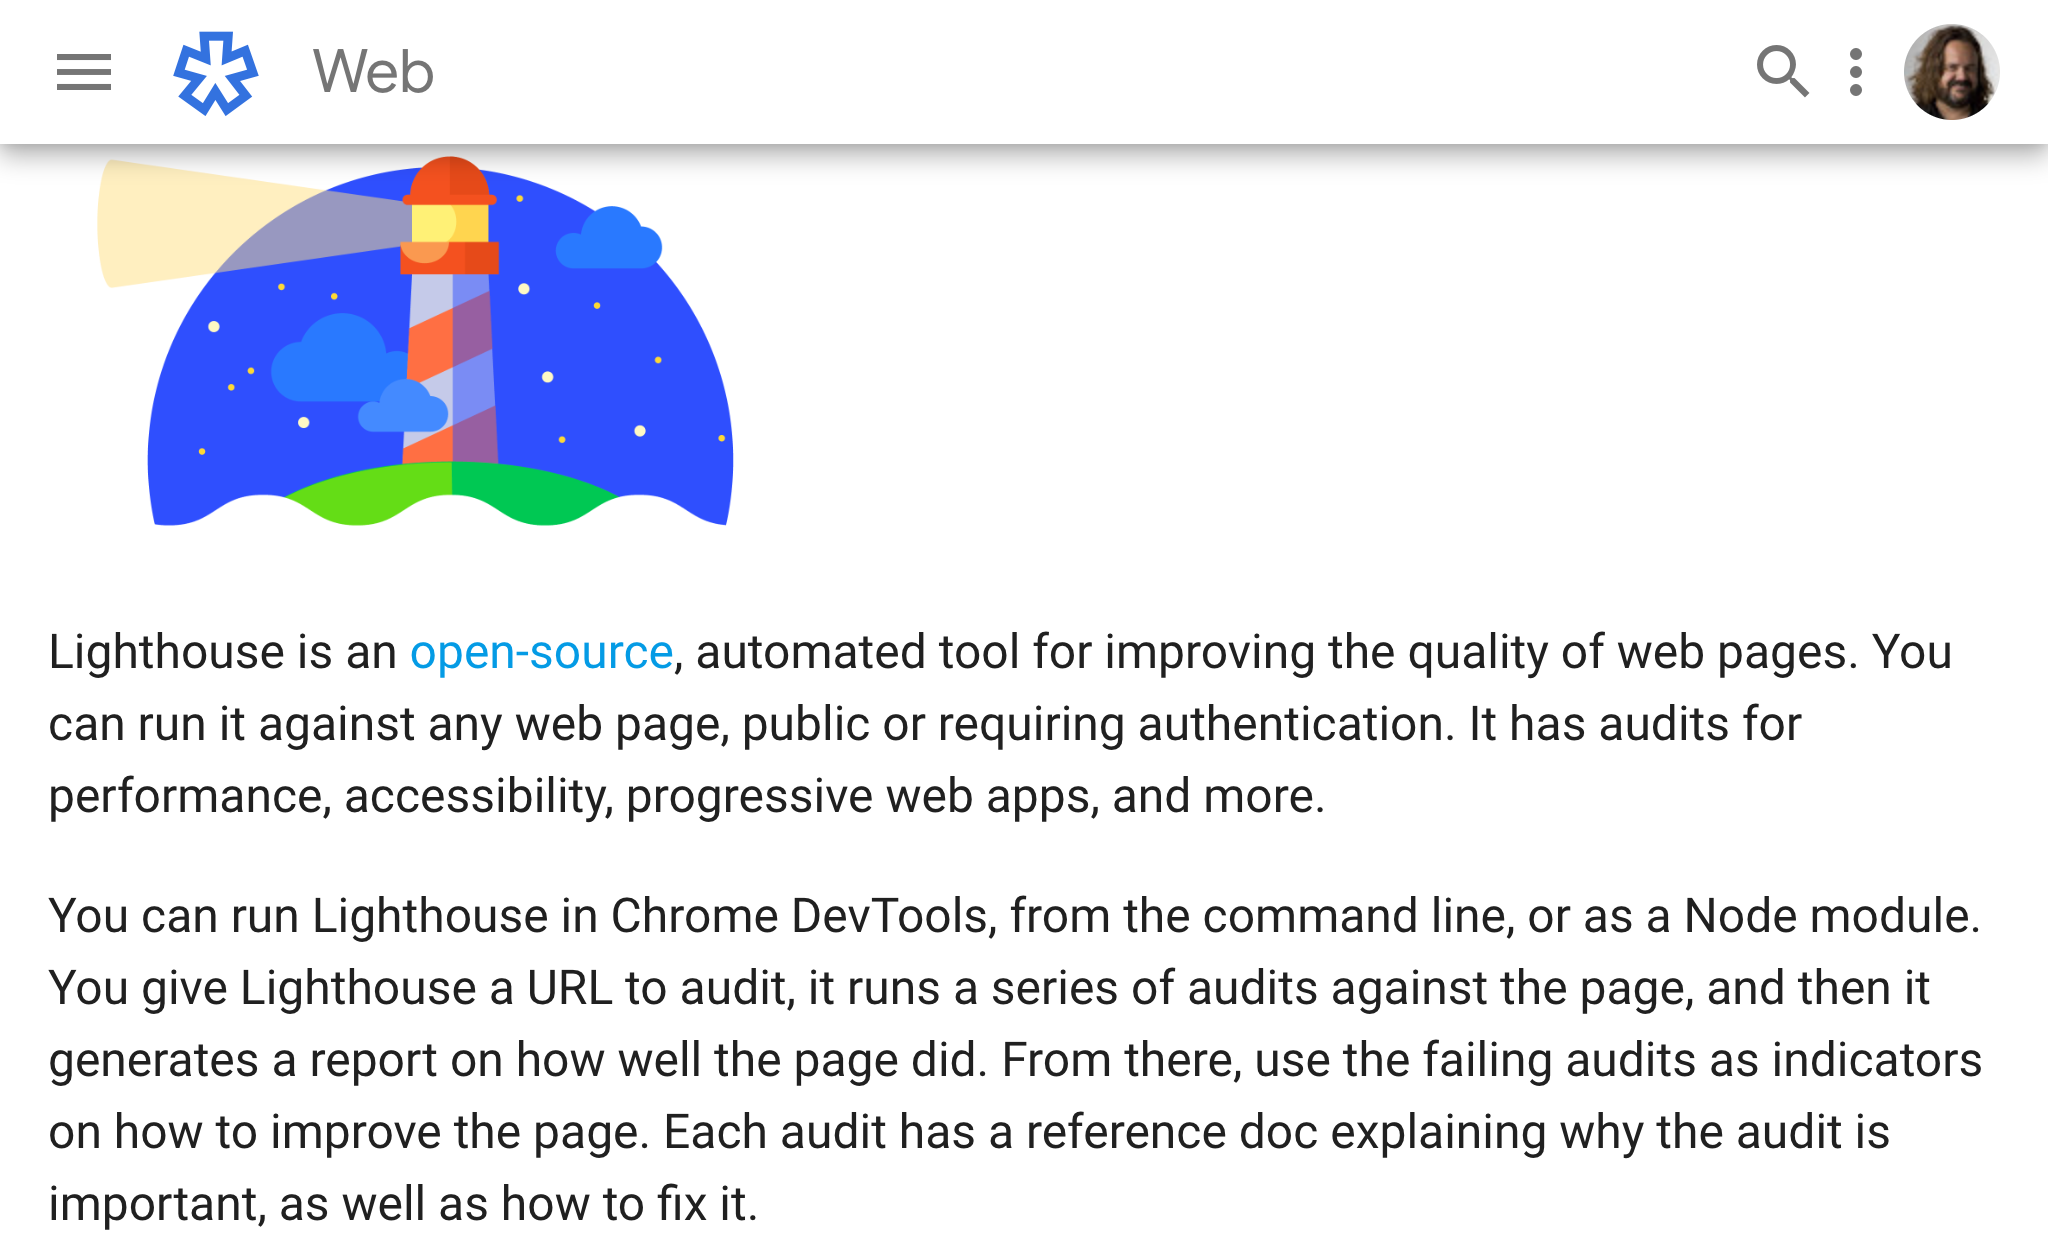 Web
Lighthouse is an open-source, automated tool for improving the quality of web pages. You
can run it against any web page, public or requiring authentication. It has audits for
performance, accessibility, progressive web apps, and more.
You can run Lighthouse in Chrome DevTools, from the command line, or as a Node module.
You give Lighthouse a URL to audit, it runs a series of audits against the page, and then it
generates a report on how well the page did. From there, use the failing audits as indicators
on how to improve the page. Each audit has a reference doc explaining why the audit is
important, as well as how to fix it.